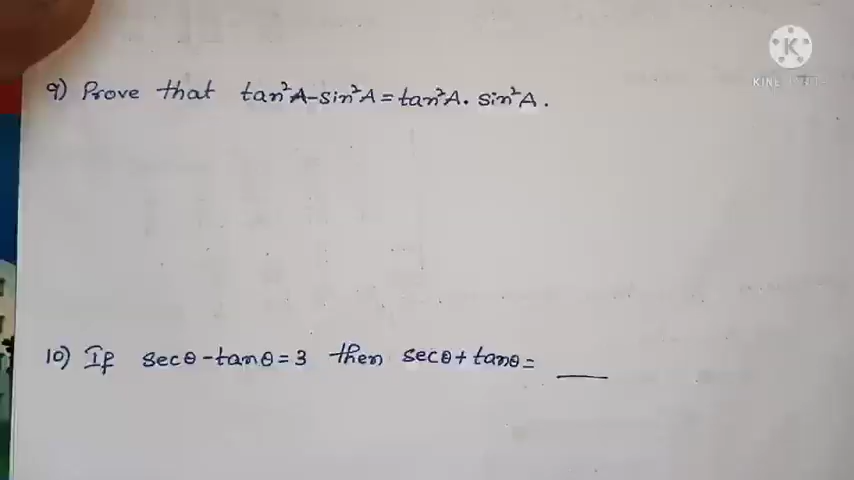 K
9) Prove that tan²A-sin²A=tan²A. sin²A.
10) If secθ-tanθ=3 then secθ+tanθ= ___